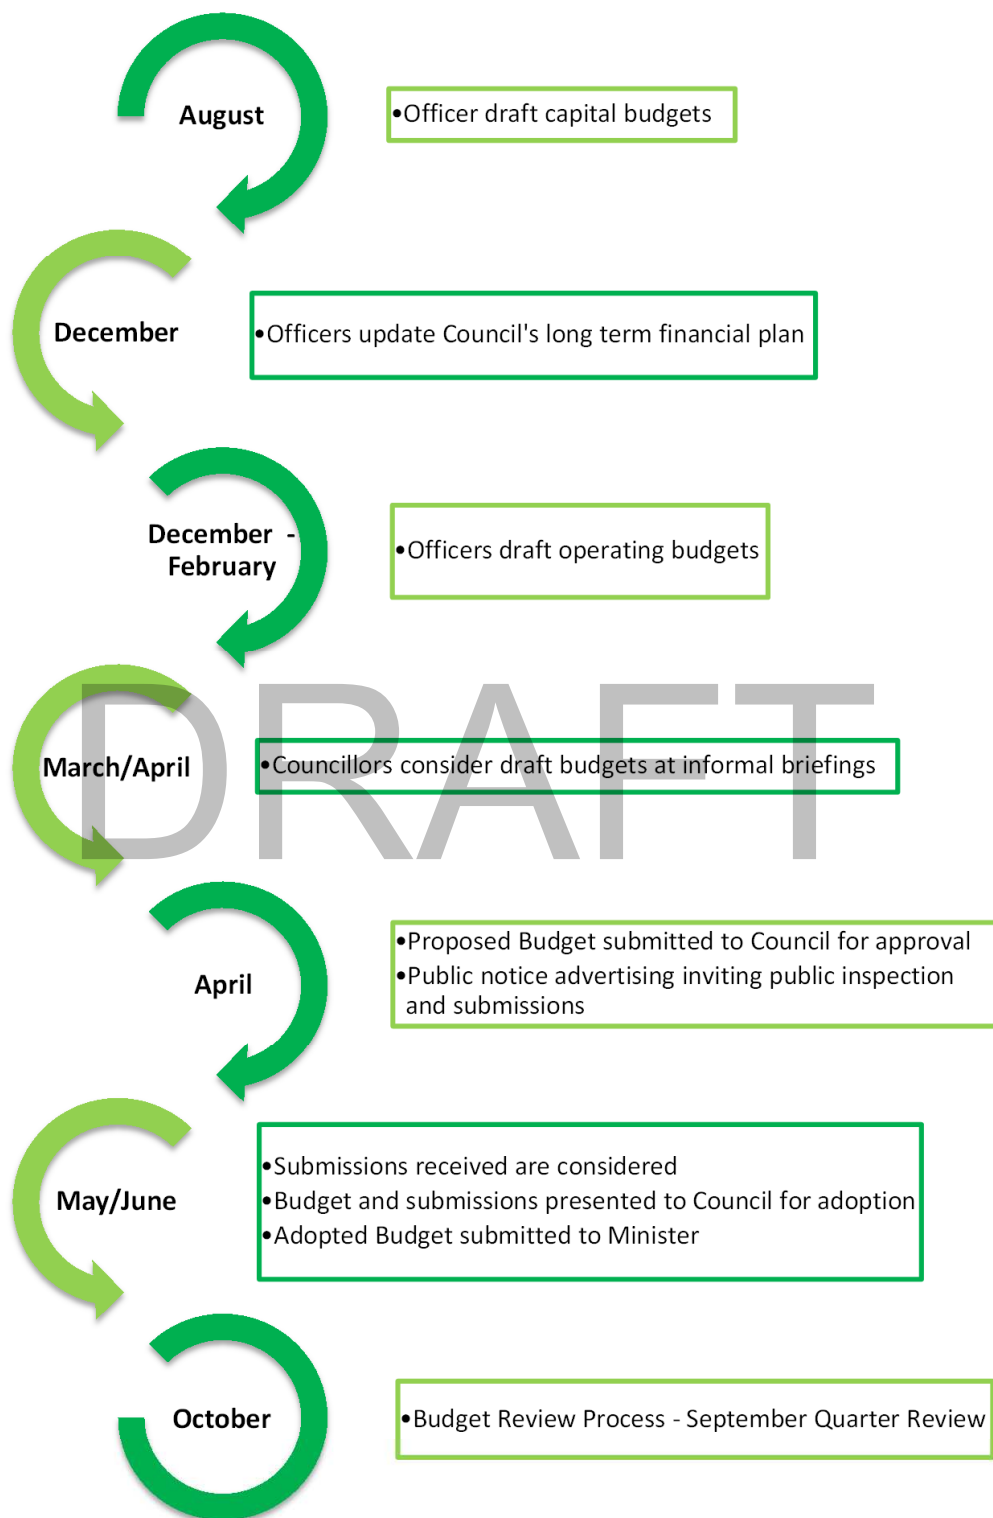 August
•Officer draft capital budgets
December
•Officers update Council's long term financial plan
December -
February
•Officers draft operating budgets
DRAFT
March/April
•Councillors consider draft budgets at informal briefings
April
•Proposed Budget submitted to Council for approval
•Public notice advertising inviting public inspection
and submissions
May/June
•Submissions received are considered
•Budget and submissions presented to Council for adoption
•Adopted Budget submitted to Minister
October
•Budget Review Process - September Quarter Review